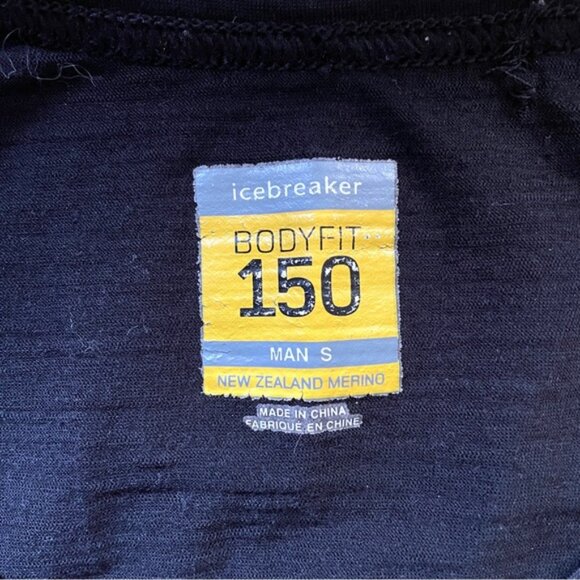 icebreaker
BODYFIT
150
MAN S
NEW ZEALAND MERINO
MADE IN CHINA
FABRIQUÉ EN CHINE